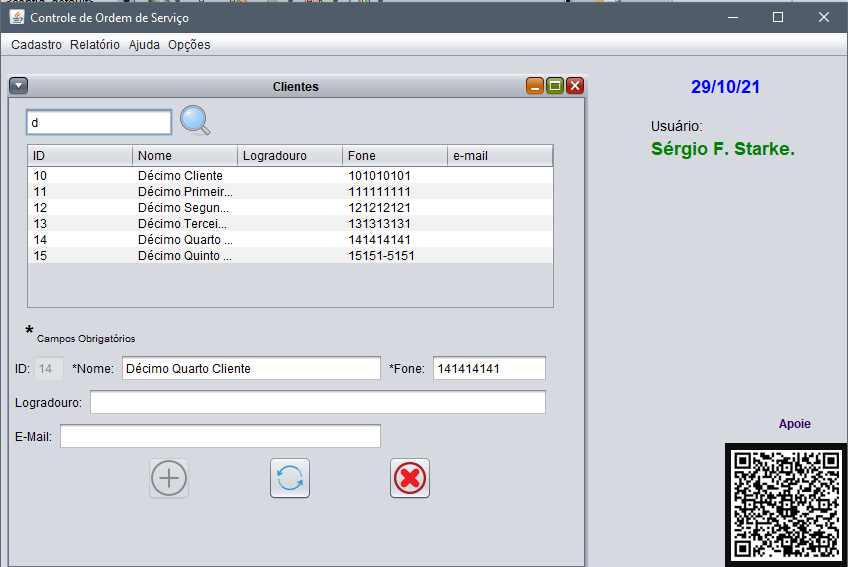 Controle de Ordem de Serviço
Cadastro Relatório Ajuda Opções
Clientes
29/10/21
Usuário:
Sérgio F. Starke.
d
ID Nome Logradouro Fone e-mail
10 Décimo Cliente 101010101
11 Décimo Primeir... 111111111
12 Décimo Segun... 121212121
13 Décimo Tercei... 131313131
14 Décimo Quarto ... 141414141
15 Décimo Quinto ... 15151-5151
* Campos Obrigatórios
ID: 14 *Nome: Décimo Quarto Cliente *Fone: 141414141
Logradouro:
E-Mail:
Apoie